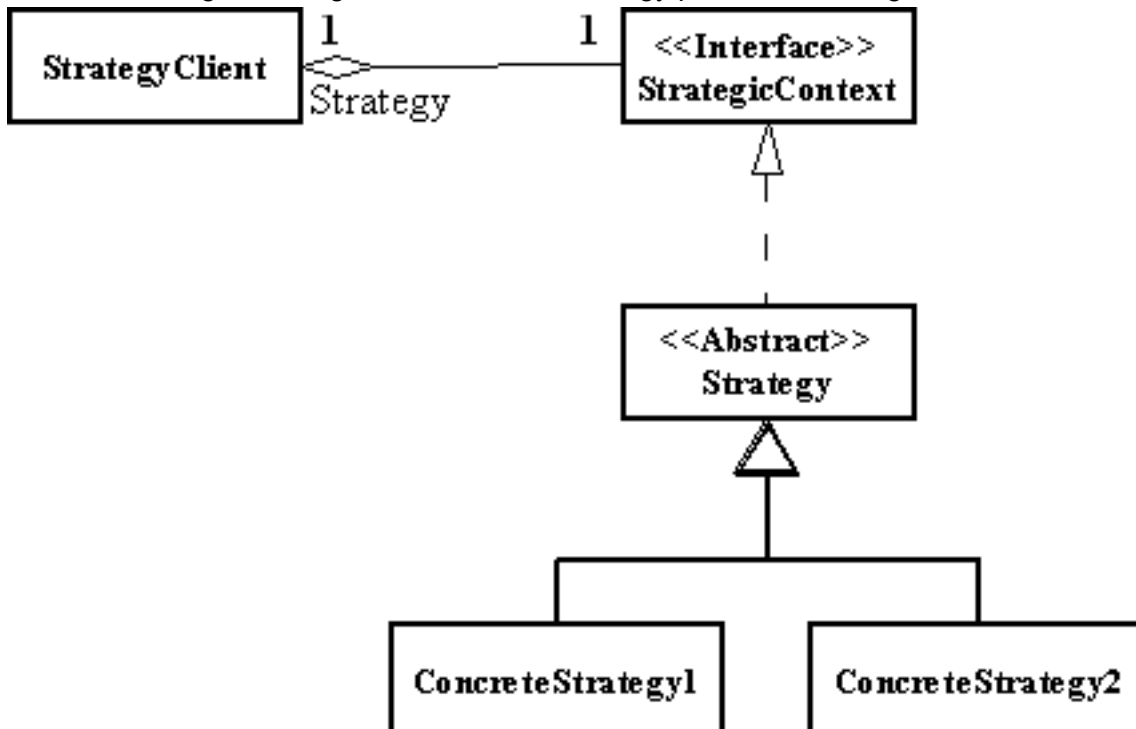 1
1
StrategyClient
Strategy
<<Interface>>
StrategicContext
<<Abstract>>
Strategy
ConcreteStrategy1
ConcreteStrategy2